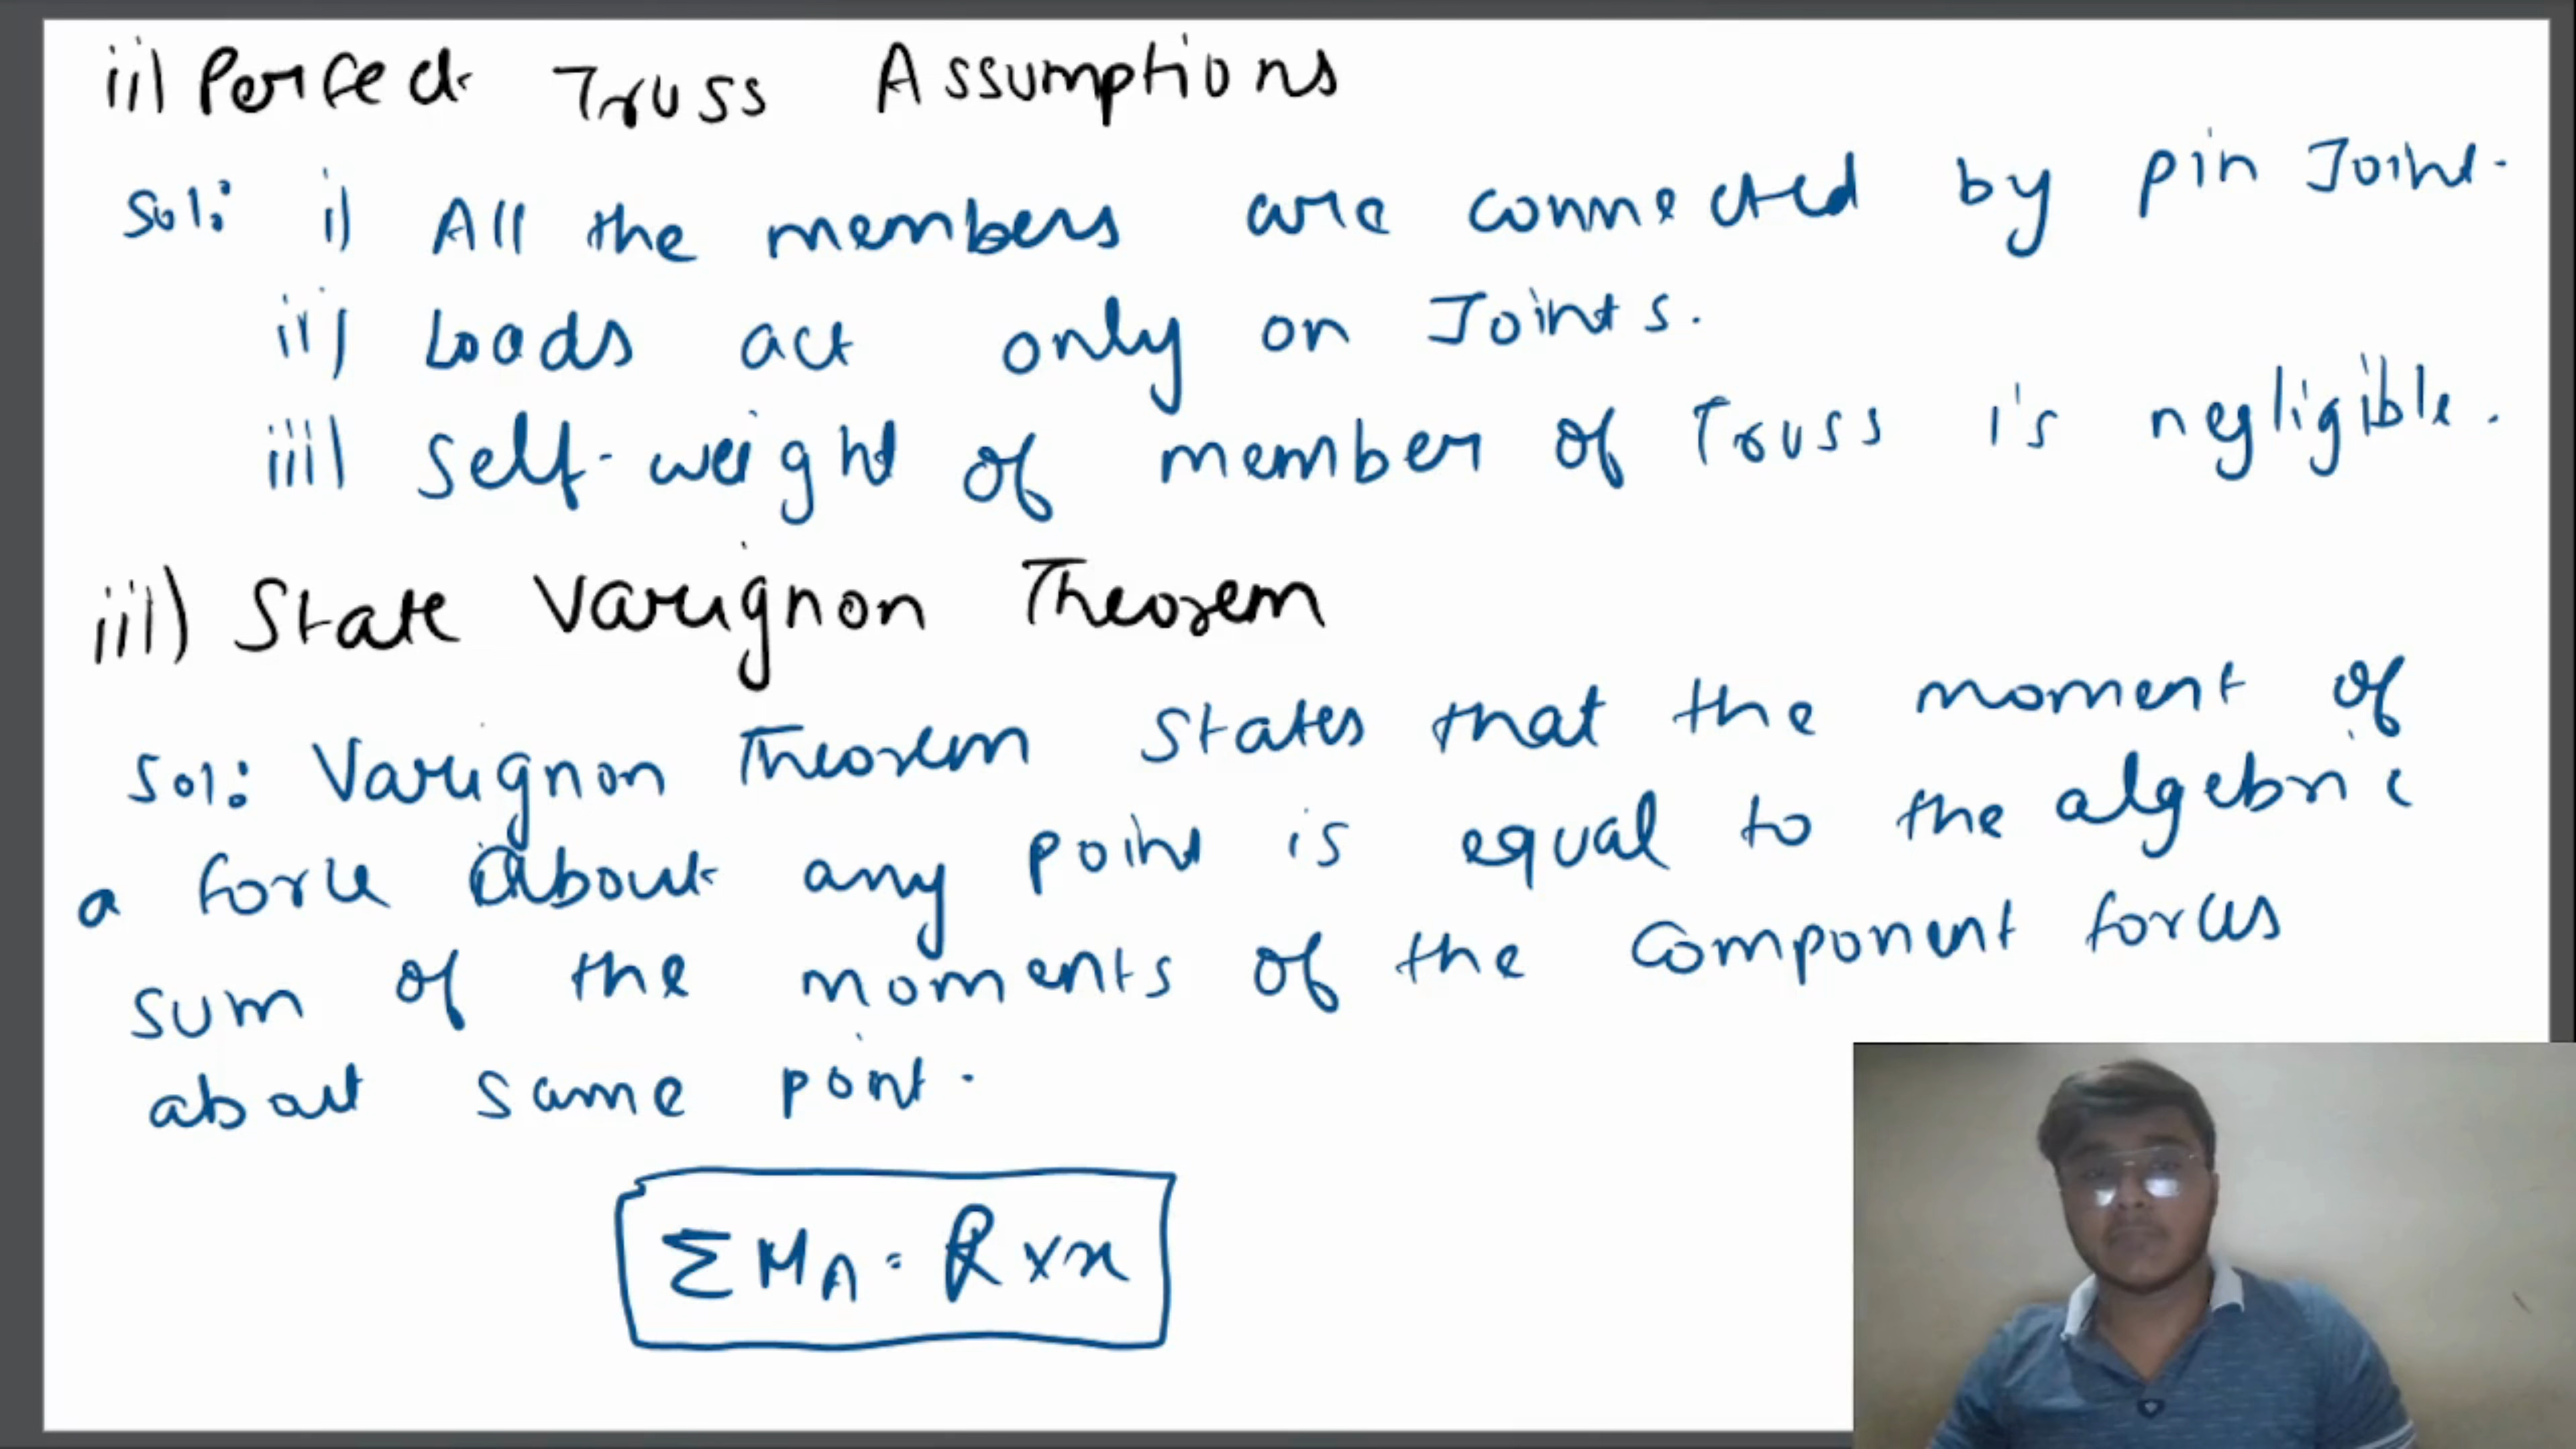 ii) Perfect Truss Assumptions
Sol: i) All the members are connected by pin Joint.
ii) Loads act only on Joints.
iii) Self-weight of member of Truss is negligible.
iii) State Varignon Theorem
Sol: Varignon Theorem States that the moment of
a force About any point is equal to the algebric
sum of the moments of the component forces
about same point.
ΣM_A = R × x